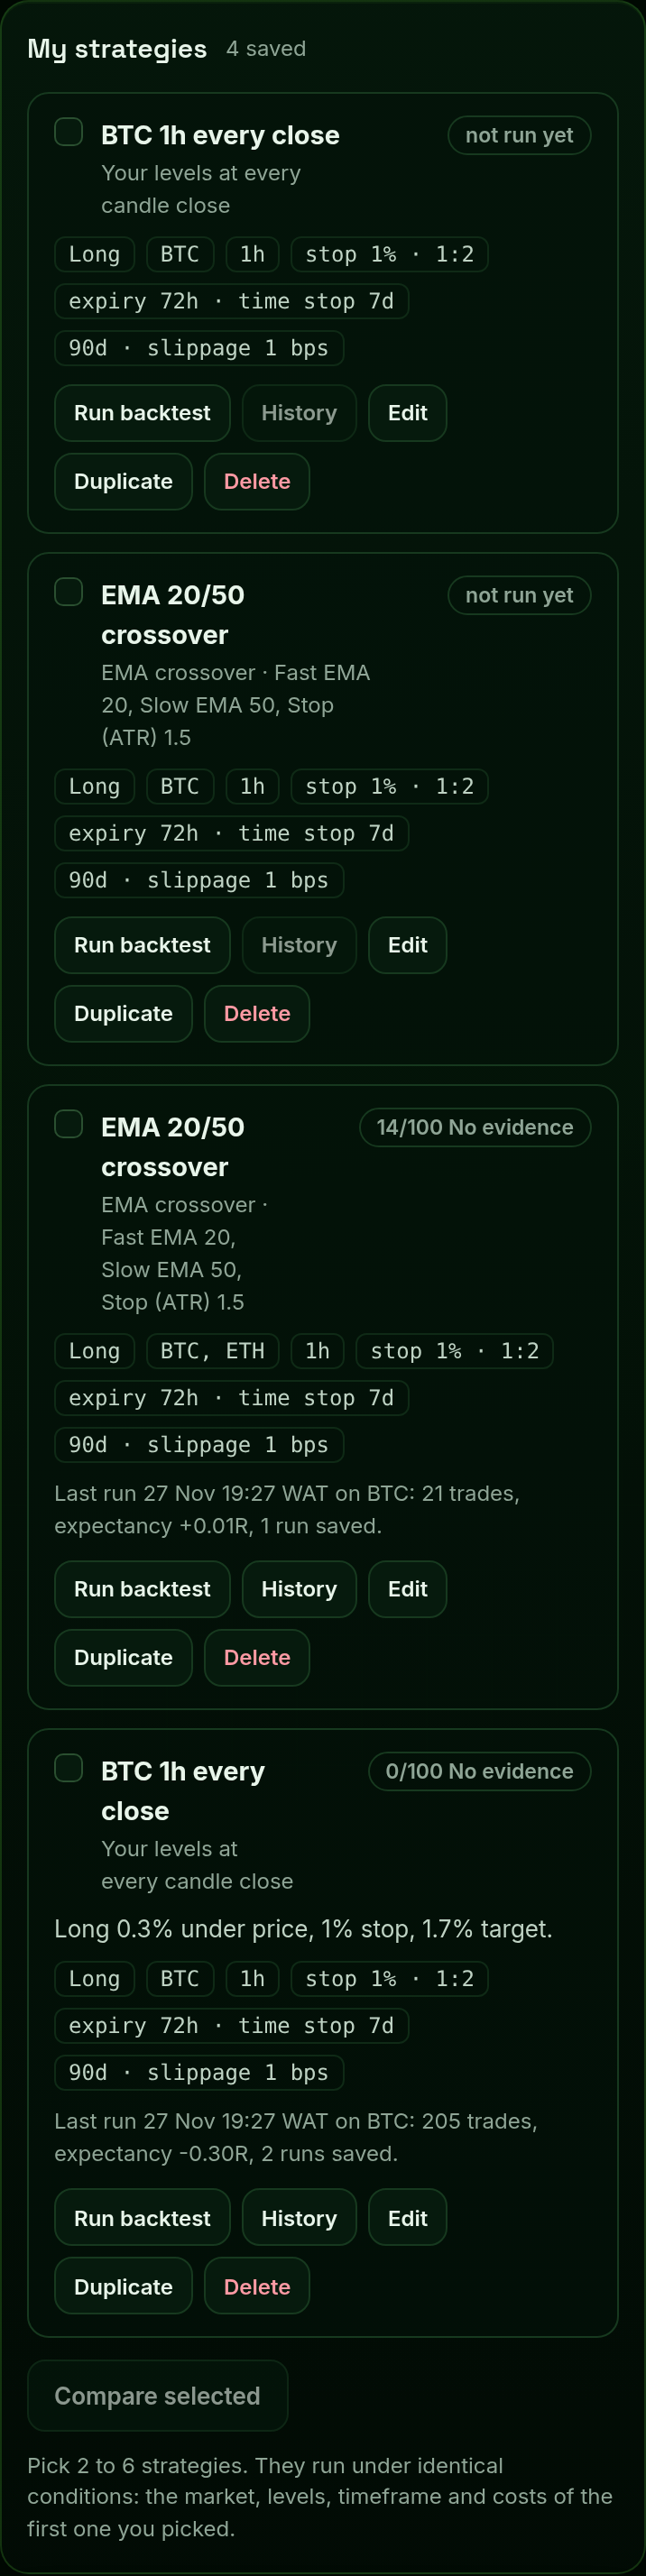 My strategies 4 saved
BTC 1h every close not run yet
Your levels at every
candle close
Long BTC 1h stop 1% · 1:2
expiry 72h · time stop 7d
90d · slippage 1 bps
Run backtest History Edit
Duplicate Delete
EMA 20/50 not run yet
crossover
EMA crossover · Fast EMA
20, Slow EMA 50, Stop
(ATR) 1.5
Long BTC 1h stop 1% · 1:2
expiry 72h · time stop 7d
90d · slippage 1 bps
Run backtest History Edit
Duplicate Delete
EMA 20/50 14/100 No evidence
crossover
EMA crossover ·
Fast EMA 20,
Slow EMA 50,
Stop (ATR) 1.5
Long BTC, ETH 1h stop 1% · 1:2
expiry 72h · time stop 7d
90d · slippage 1 bps
Last run 27 Nov 19:27 WAT on BTC: 21 trades,
expectancy +0.01R, 1 run saved.
Run backtest History Edit
Duplicate Delete
BTC 1h every 0/100 No evidence
close
Your levels at
every candle close
Long 0.3% under price, 1% stop, 1.7% target.
Long BTC 1h stop 1% · 1:2
expiry 72h · time stop 7d
90d · slippage 1 bps
Last run 27 Nov 19:27 WAT on BTC: 205 trades,
expectancy -0.30R, 2 runs saved.
Run backtest History Edit
Duplicate Delete
Compare selected
Pick 2 to 6 strategies. They run under identical
conditions: the market, levels, timeframe and costs of the
first one you picked.